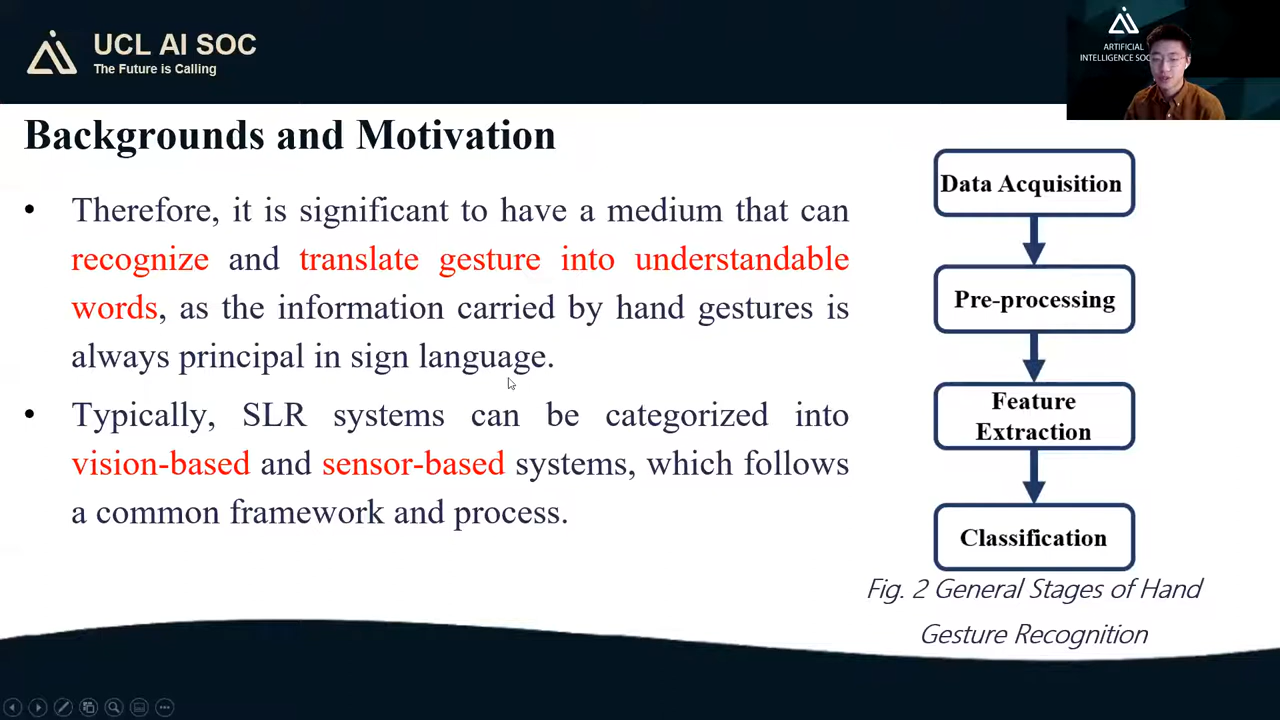 UCL AI SOC
The Future is Calling
ARTIFICIAL
INTELLIGENCE SOC
Backgrounds and Motivation
• Therefore, it is significant to have a medium that can
recognize and translate gesture into understandable
words, as the information carried by hand gestures is
always principal in sign language.
• Typically, SLR systems can be categorized into
vision-based and sensor-based systems, which follows
a common framework and process.
Data Acquisition
Pre-processing
Feature
Extraction
Classification
Fig. 2 General Stages of Hand
Gesture Recognition